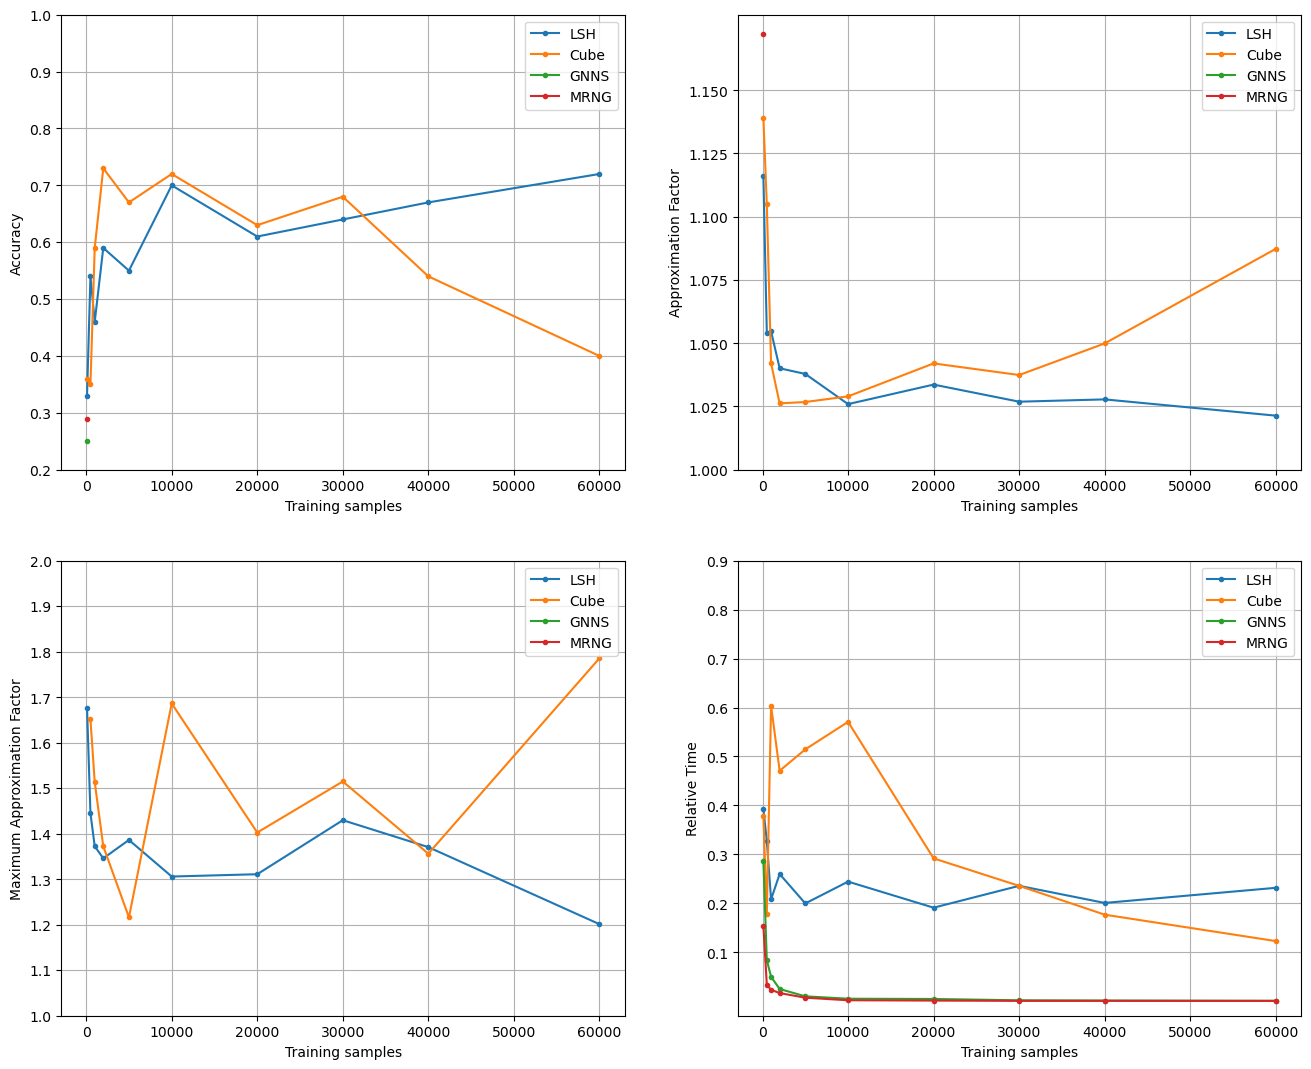 1.0
0.9
0.8
0.7
0.6
0.5
0.4
0.3
0.2
Accuracy
0 10000 20000 30000 40000 50000 60000
Training samples
LSH
Cube
GNNS
MRNG
1.150
1.125
1.100
1.075
1.050
1.025
1.000
Approximation Factor
0 10000 20000 30000 40000 50000 60000
Training samples
LSH
Cube
GNNS
MRNG
2.0
1.9
1.8
1.7
1.6
1.5
1.4
1.3
1.2
1.1
1.0
Maximum Approximation Factor
0 10000 20000 30000 40000 50000 60000
Training samples
LSH
Cube
GNNS
MRNG
0.9
0.8
0.7
0.6
0.5
0.4
0.3
0.2
0.1
Relative Time
0 10000 20000 30000 40000 50000 60000
Training samples
LSH
Cube
GNNS
MRNG